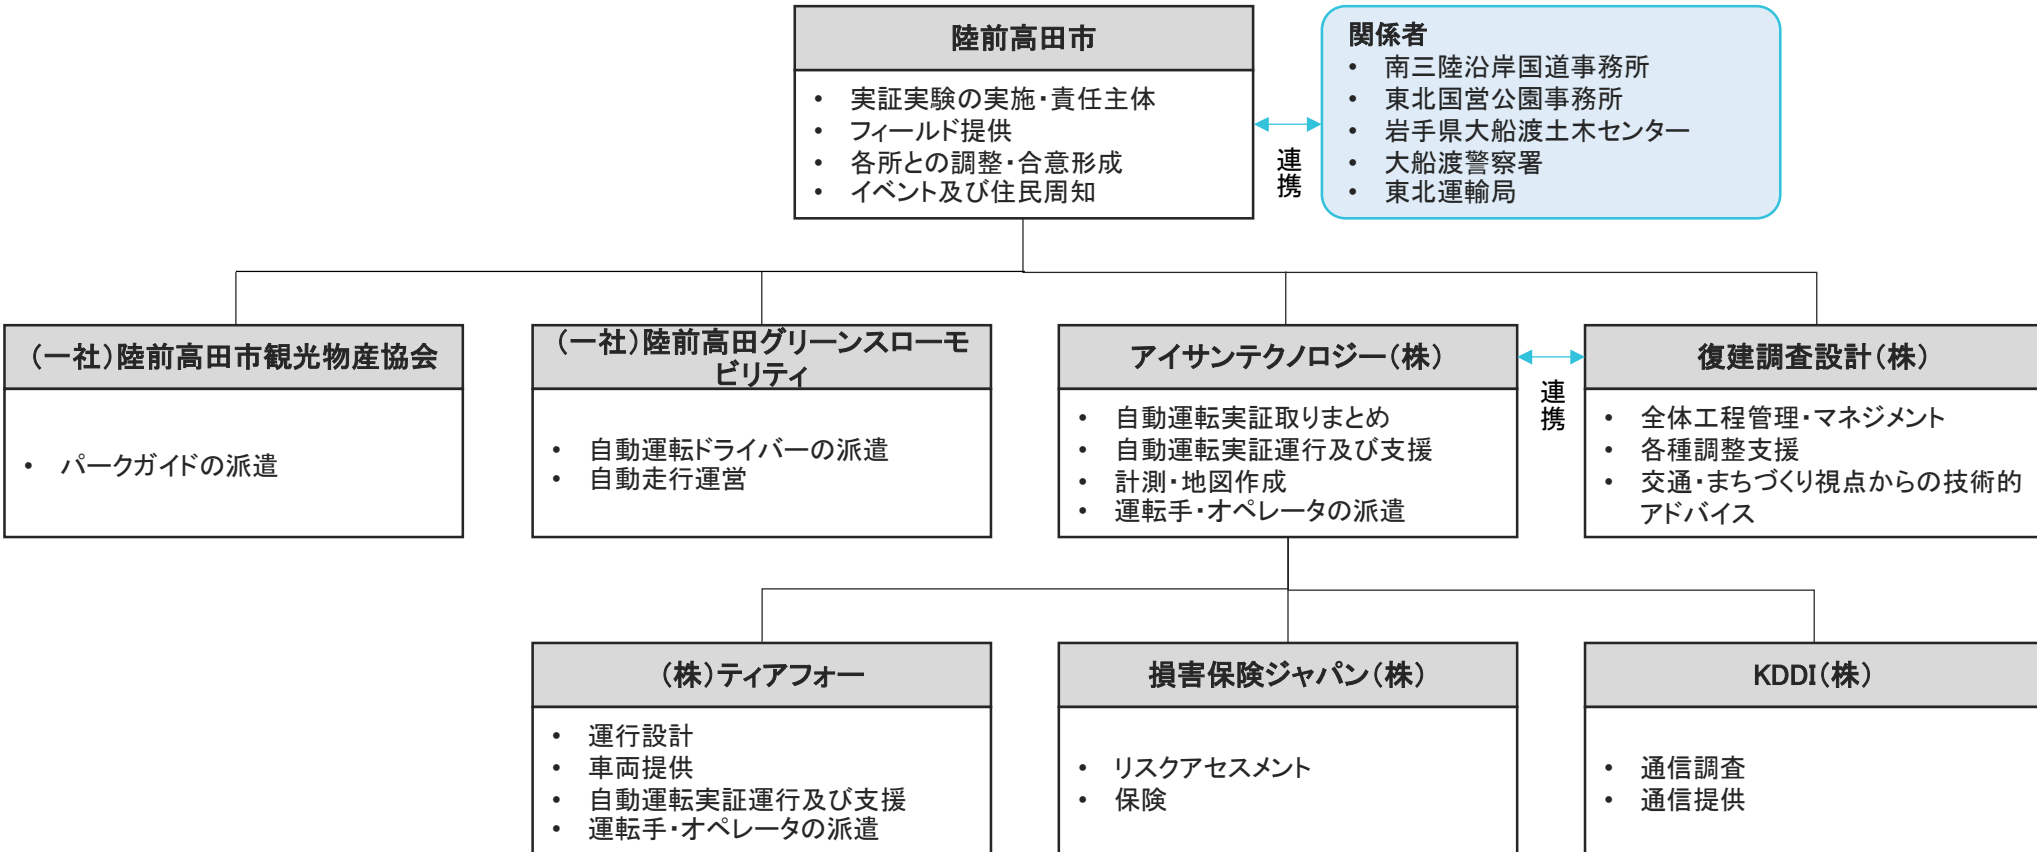 陸前高田市
• 実証実験の実施・責任主体
• フィールド提供
• 各所との調整・合意形成
• イベント及び住民周知
連携
関係者
• 南三陸沿岸国道事務所
• 東北国営公園事務所
• 岩手県大船渡土木センター
• 大船渡警察署
• 東北運輸局
（一社）陸前高田市観光物産協会
• パークガイドの派遣
（一社）陸前高田グリーンスローモ
ビリティ
• 自動運転ドライバーの派遣
• 自動走行運営
アイサンテクノロジー（株）
• 自動運転実証取りまとめ
• 自動運転実証運行及び支援
• 計測・地図作成
• 運転手・オペレータの派遣
連携
復建調査設計（株）
• 全体工程管理・マネジメント
• 各種調整支援
• 交通・まちづくり視点からの技術的
アドバイス
（株）ティアフォー
• 運行設計
• 車両提供
• 自動運転実証運行及び支援
• 運転手・オペレータの派遣
損害保険ジャパン（株）
• リスクアセスメント
• 保険
KDDI（株）
• 通信調査
• 通信提供